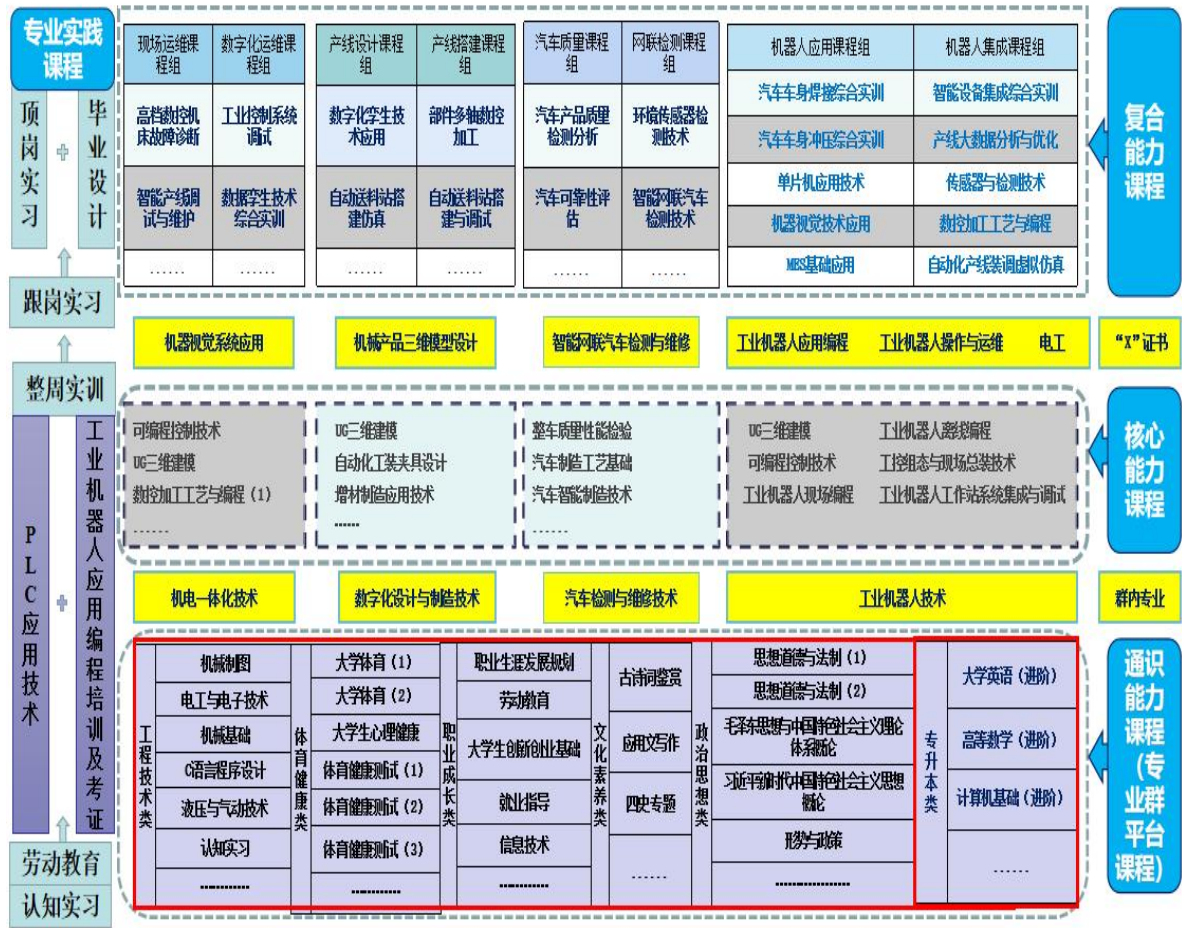 专业实践
课程
顶岗实习
+
毕业设计
跟岗实习
整周实训
PLC应用技术
+
工业机器人应用编程培训及考证
劳动教育
认知实习
现场运维课
程组
数字化运维课
程组
高档数控机
床故障诊断
工业控制系统
调试
智能产线调
试与维护
数据孪生技术
综合实训
......
......
产线设计课程
组
产线搭建课程
组
数字化孪生技
术应用
部件多轴数控
加工
自动送料站搭
建仿真
自动送料站搭
建与调试
......
......
汽车质量课程
组
网联检测课程
组
汽车产品质量
检测分析
环境传感器检
测技术
汽车可靠性评
估
智能网联汽车
检测技术
......
......
机器人应用课程组
机器人集成课程组
汽车车身焊接综合实训
智能设备集成综合实训
汽车车身冲压综合实训
产线大数据分析与优化
单片机应用技术
传感器与检测技术
机器视觉技术应用
数控加工工艺与编程
MES基础应用
自动化产线装调虚拟仿真
复合
能力
课程
机器视觉系统应用
机械产品三维模型设计
智能网联汽车检测与维修
工业机器人应用编程 工业机器人操作与运维 电工
“X”证书
可编程控制技术
UG三维建模
数控加工工艺与编程(1)
......
UG三维建模
自动化工装夹具设计
增材制造应用技术
......
整车质量性能检验
汽车制造工艺基础
汽车智能制造技术
......
UG三维建模 工业机器人离线编程
可编程控制技术 工控组态与现场总装技术
工业机器人现场编程 工业机器人工作站系统集成与调试
核心
能力
课程
机电一体化技术
数字化设计与制造技术
汽车检测与维修技术
工业机器人技术
群内专业
工程技术类
机械制图
电工与电子技术
机械基础
C语言程序设计
液压与气动技术
认知实习
............
体育健康类
大学体育(1)
大学体育(2)
大学生心理健康
体育健康测试(1)
体育健康测试(2)
体育健康测试(3)
............
职业成长类
职业生涯发展规划
劳动教育
大学生创新创业基础
就业指导
信息技术
............
文化素养类
古诗词鉴赏
应用文写作
四史专题
......
政治思想类
思想道德与法制(1)
思想道德与法制(2)
毛泽东思想与中国特色社会主义理论
体系概论
习近平新时代中国特色社会主义思想
概论
形势与政策
..................
专升本类
大学英语(进阶)
高等数学(进阶)
计算机基础(进阶)
......
通识
能力
课程
(专
业群
平台
课程)